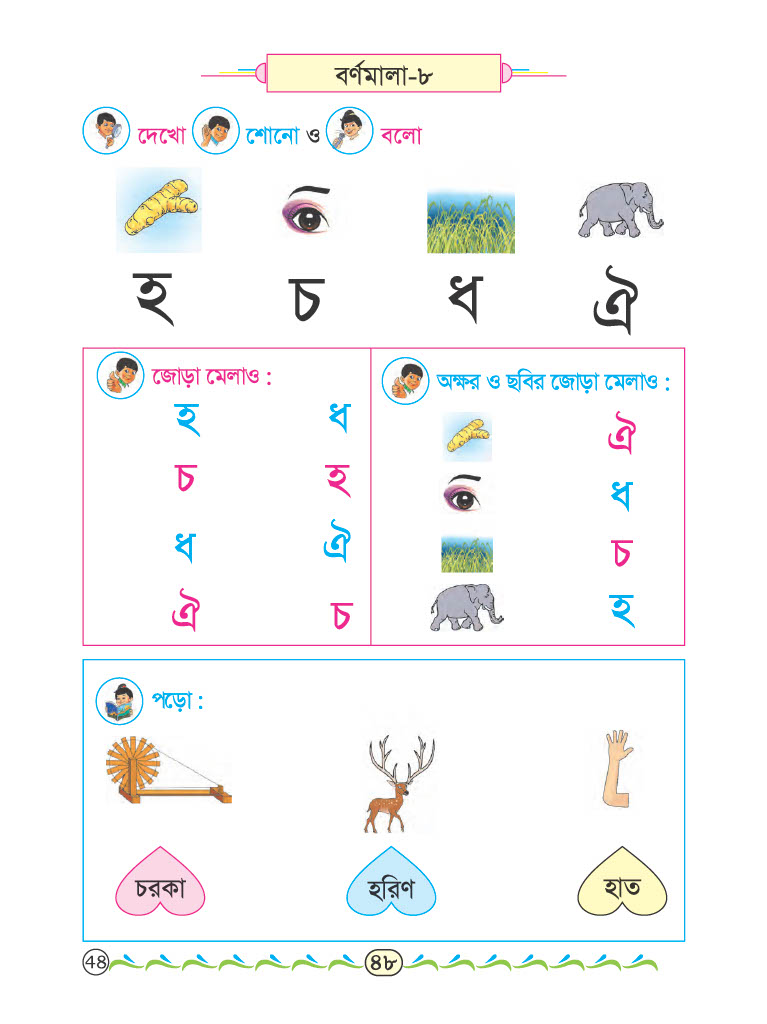 বর্ণমালা-৮
দেখো শোনো ও বলো
হ চ ধ ঐ
জোড়া মেলাও :
হ ধ
চ হ
ধ ঐ
ঐ চ
অক্ষর ও ছবির জোড়া মেলাও :
ঐ
ধ
চ
হ
পড়ো :
চরকা হরিণ হাত
48 ৪৮